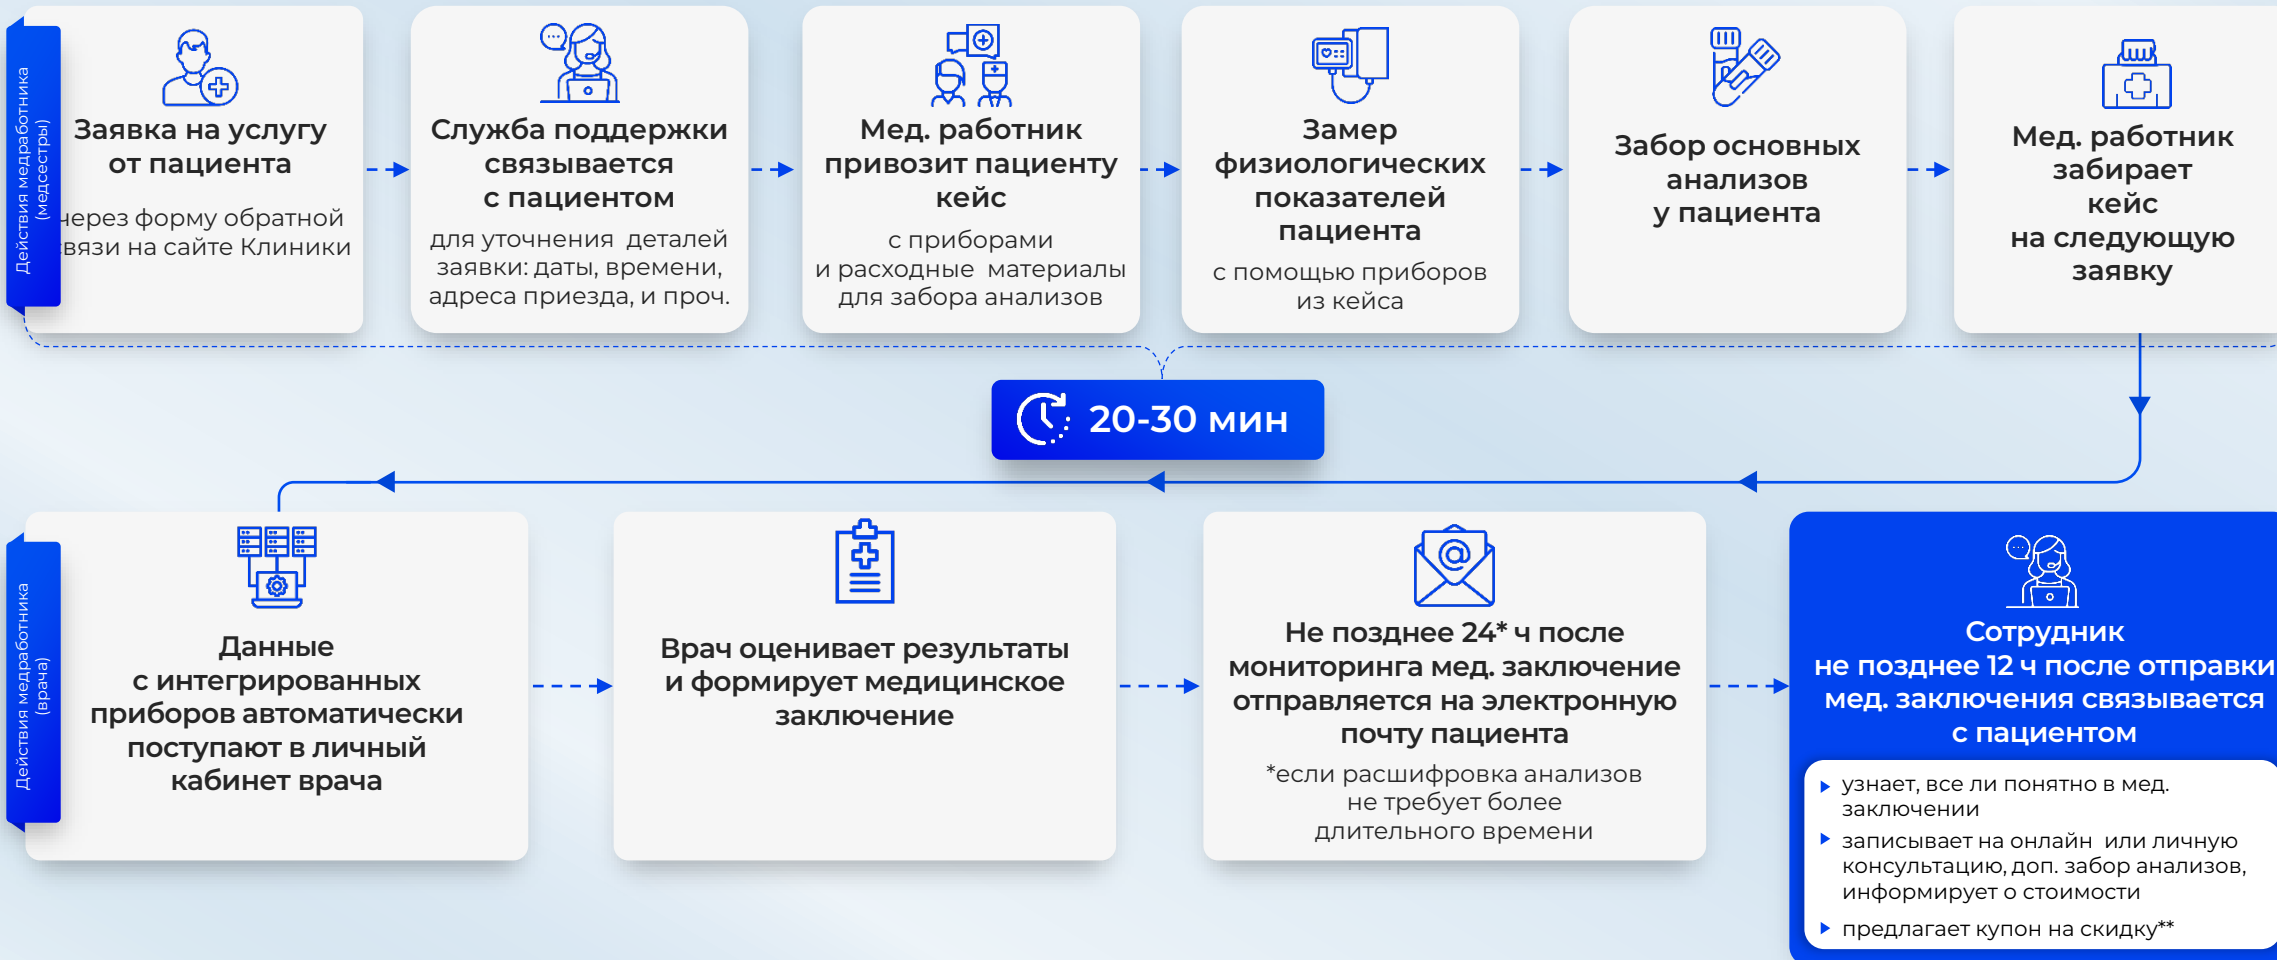 Действия медработника
(медсестры)
Заявка на услугу
от пациента
через форму обратной
связи на сайте Клиники
Служба поддержки
связывается
с пациентом
для уточнения деталей
заявки: даты, времени,
адреса приезда, и проч.
Мед. работник
привозит пациенту
кейс
с приборами
и расходные материалы
для забора анализов
Замер
физиологических
показателей
пациента
с помощью приборов
из кейса
Забор основных
анализов
у пациента
Мед. работник
забирает
кейс
на следующую
заявку
20-30 мин
Действия медработника
(врача)
Данные
с интегрированных
приборов автоматически
поступают в личный
кабинет врача
Врач оценивает результаты
и формирует медицинское
заключение
Не позднее 24* ч после
мониторинга мед. заключение
отправляется на электронную
почту пациента
*если расшифровка анализов
не требует более
длительного времени
Сотрудник
не позднее 12 ч после отправки
мед. заключения связывается
с пациентом
узнает, все ли понятно в мед.
заключении
записывает на онлайн или личную
консультацию, доп. забор анализов,
информирует о стоимости
предлагает купон на скидку**